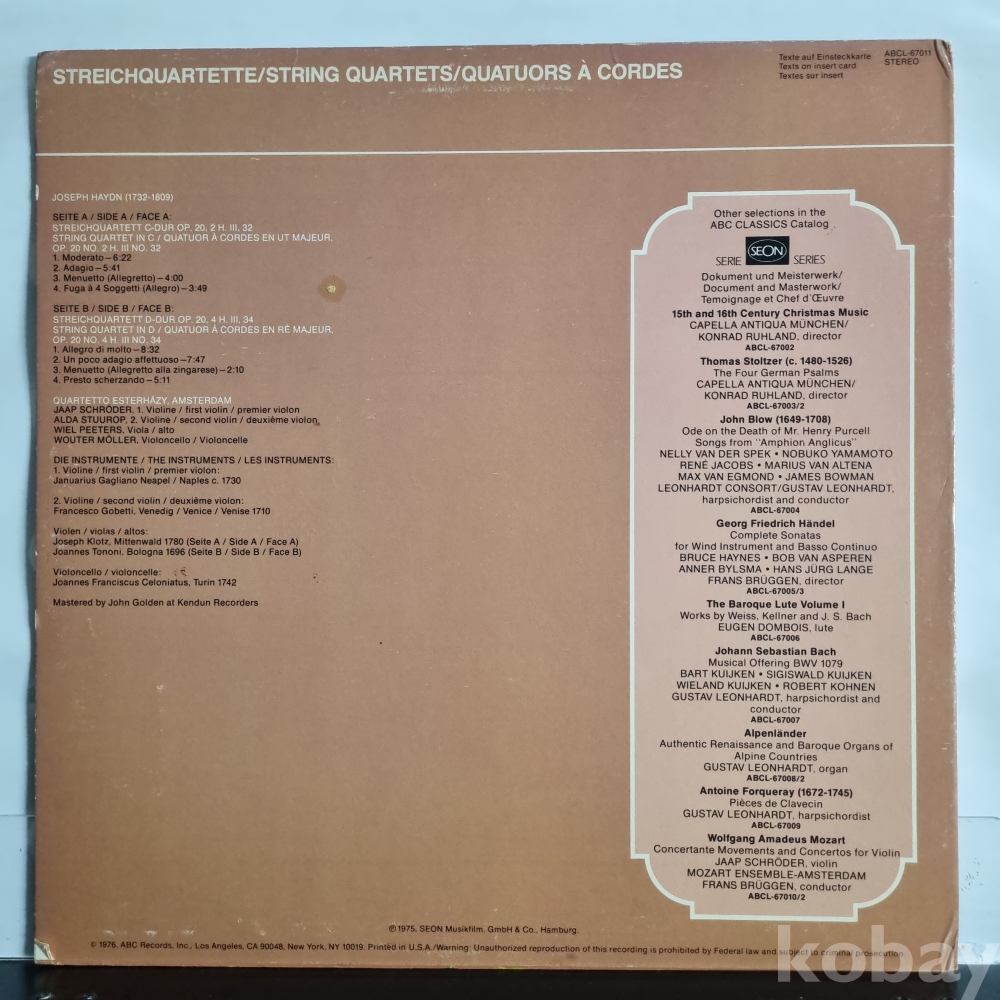 STREICHQUARTETTE/STRING QUARTETS/QUATUORS À CORDES
Texte auf Einsteckkarte
Texts on insert card
Textes sur insert
ABCL-67011
STEREO
JOSEPH HAYDN (1732-1809)
SEITE A / SIDE A / FACE A:
STREICHQUARTETT C-DUR OP. 20, 2 H. III, 32
STRING QUARTET IN C / QUATUOR À CORDES EN UT MAJEUR,
OP. 20 NO. 2 H. III NO. 32
1. Moderato – 6:22
2. Adagio – 5:41
3. Menuetto (Allegretto) – 4:00
4. Fuga à 4 Soggetti (Allegro) – 3:49
SEITE B / SIDE B / FACE B:
STREICHQUARTETT D-DUR OP. 20, 4 H. III, 34
STRING QUARTET IN D / QUATUOR À CORDES EN RÉ MAJEUR,
OP. 20 NO. 4 H. III NO. 34
1. Allegro di molto – 8:32
2. Un poco adagio affettuoso – 7:47
3. Menuetto (Allegretto alla zingarese) – 2:10
4. Presto scherzando – 5:11
QUARTETTO ESTERHÁZY, AMSTERDAM
JAAP SCHRÖDER, 1. Violine / first violin / premier violon
ALDA STUUROP, 2. Violine / second violin / deuxième violon
WIEL PEETERS, Viola / alto
WOUTER MÖLLER, Violoncello / Violoncelle
DIE INSTRUMENTE / THE INSTRUMENTS / LES INSTRUMENTS:
1. Violine / first violin / premier violon:
Januarius Gagliano Neapel / Naples c. 1730
2. Violine / second violin / deuxième violon:
Francesco Gobetti, Venedig / Venice / Venise 1710
Violen / violas / altos:
Joseph Klotz, Mittenwald 1780 (Seite A / Side A / Face A)
Joannes Tononi, Bologna 1696 (Seite B / Side B / Face B)
Violoncello / violoncelle:
Joannes Franciscus Celoniatus, Turin 1742
Mastered by John Golden at Kendun Recorders
Other selections in the
ABC CLASSICS Catalog
SERIE SEON SERIES
Dokument und Meisterwerk/
Document and Masterwork/
Temoignage et Chef d'Œuvre
15th and 16th Century Christmas Music
CAPELLA ANTIQUA MÜNCHEN/
KONRAD RUHLAND, director
ABCL-67002
Thomas Stoltzer (c. 1480-1526)
The Four German Psalms
CAPELLA ANTIQUA MÜNCHEN/
KONRAD RUHLAND, director
ABCL-67003/2
John Blow (1649-1708)
Ode on the Death of Mr. Henry Purcell
Songs from "Amphion Anglicus"
NELLY VAN DER SPEK • NOBUKO YAMAMOTO
RENÉ JACOBS • MARIUS VAN ALTENA
MAX VAN EGMOND • JAMES BOWMAN
LEONHARDT CONSORT/GUSTAV LEONHARDT,
harpsichordist and conductor
ABCL-67004
Georg Friedrich Händel
Complete Sonatas
for Wind Instrument and Basso Continuo
BRUCE HAYNES • BOB VAN ASPEREN
ANNER BYLSMA • HANS JÜRG LANGE
FRANS BRÜGGEN, director
ABCL-67005/3
The Baroque Lute Volume I
Works by Weiss, Kellner and J. S. Bach
EUGEN DOMBOIS, lute
ABCL-67006
Johann Sebastian Bach
Musical Offering BWV 1079
BART KUIJKEN • SIGISWALD KUIJKEN
WIELAND KUIJKEN • ROBERT KOHNEN
GUSTAV LEONHARDT, harpsichordist and
conductor
ABCL-67007
Alpenländer
Authentic Renaissance and Baroque Organs of
Alpine Countries
GUSTAV LEONHARDT, organ
ABCL-67008/2
Antoine Forqueray (1672-1745)
Pièces de Clavecin
GUSTAV LEONHARDT, harpsichordist
ABCL-67009
Wolfgang Amadeus Mozart
Concertante Movements and Concertos for Violin
JAAP SCHRÖDER, violin
MOZART ENSEMBLE-AMSTERDAM
FRANS BRÜGGEN, conductor
ABCL-67010/2
℗1975, SEON Musikfilm, GmbH & Co., Hamburg.
© 1976, ABC Records, Inc., Los Angeles, CA 90048, New York, NY 10019. Printed in U.S.A./Warning: Unauthorized reproduction of this recording is prohibited by Federal law and subject to criminal prosecution.
kobay